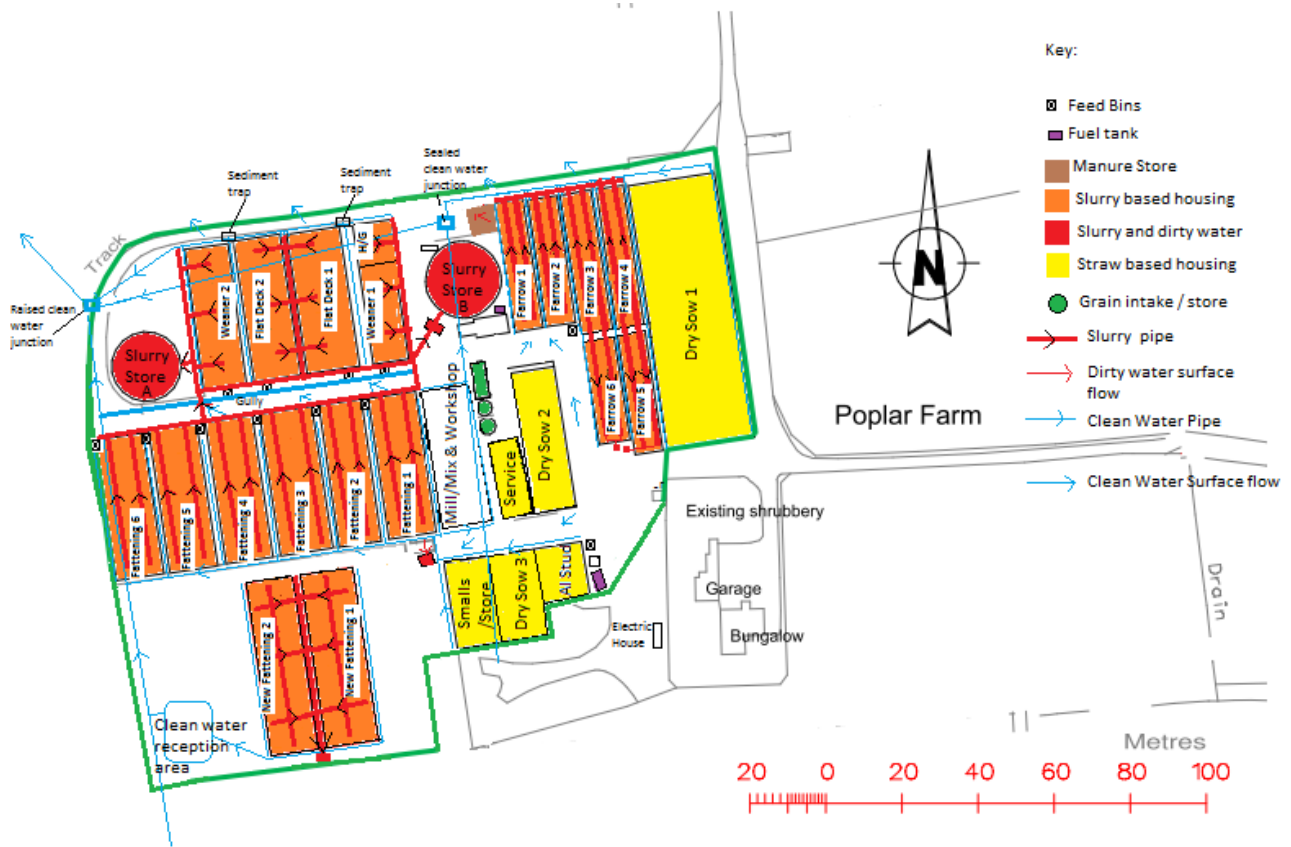 Key:
Feed Bins
Fuel tank
Manure Store
Slurry based housing
Slurry and dirty water
Straw based housing
Grain intake / store
Slurry pipe
Dirty water surface
flow
Clean Water Pipe
Clean Water Surface flow
Sealed
clean water
junction
Sediment
trap
Sediment
trap
Track
Raised clean
water
junction
Slurry
Store
A
Slurry
Store
B
Weaner 2
Flat Deck 2
Flat Deck 1
H/G
Weaner 1
Farrow 1
Farrow 2
Farrow 3
Farrow 4
Farrow 6
Farrow 5
Dry Sow 1
N
Poplar Farm
Gully
Fattening 6
Fattening 5
Fattening 4
Fattening 3
Fattening 2
Fattening 1
Mill/Mix & Workshop
Service
Dry Sow 2
Smalls
/Store
Dry Sow 3
AI Stud
Existing shrubbery
Garage
Bungalow
Electric
House
Drain
New Fattening 2
New Fattening 1
Clean water
reception
area
Metres
20 0 20 40 60 80 100